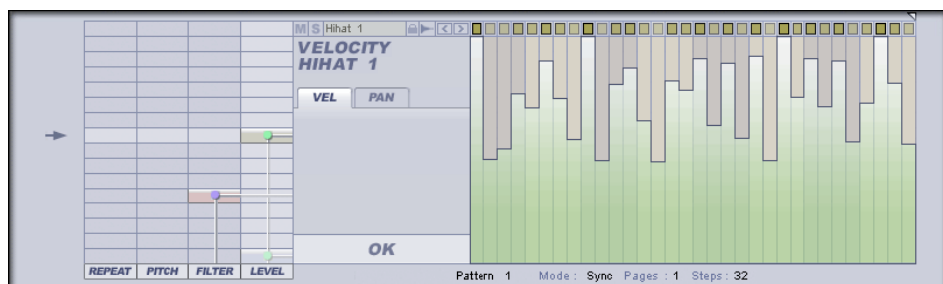 M S Hihat 1
VELOCITY
HIHAT 1
VEL PAN
OK
REPEAT PITCH FILTER LEVEL
Pattern 1 Mode : Sync Pages : 1 Steps : 32